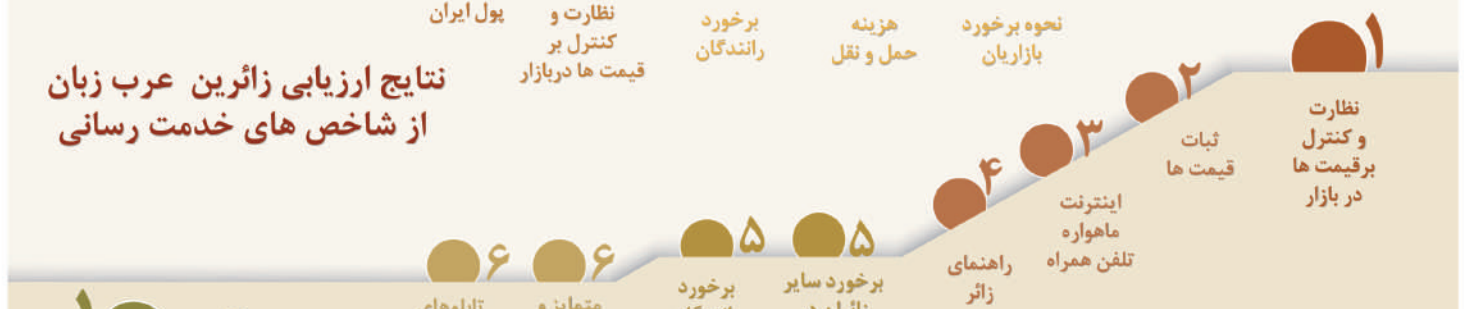 نحوه برخورد
بازاریان
هزینه
حمل و نقل
برخورد
رانندگان
نظارت و
کنترل بر
قیمت ها دربازار
پول ایران
نتایج ارزیابی زائرین عرب زبان
از شاخص های خدمت رسانی
۱
نظارت
و کنترل
برقیمت ها
در بازار
۲
ثبات
قیمت ها
۳
اینترنت
ماهواره
تلفن همراه
۴
راهنمای
زائر
۵
برخورد سایر
۵
برخورد
۶
۶